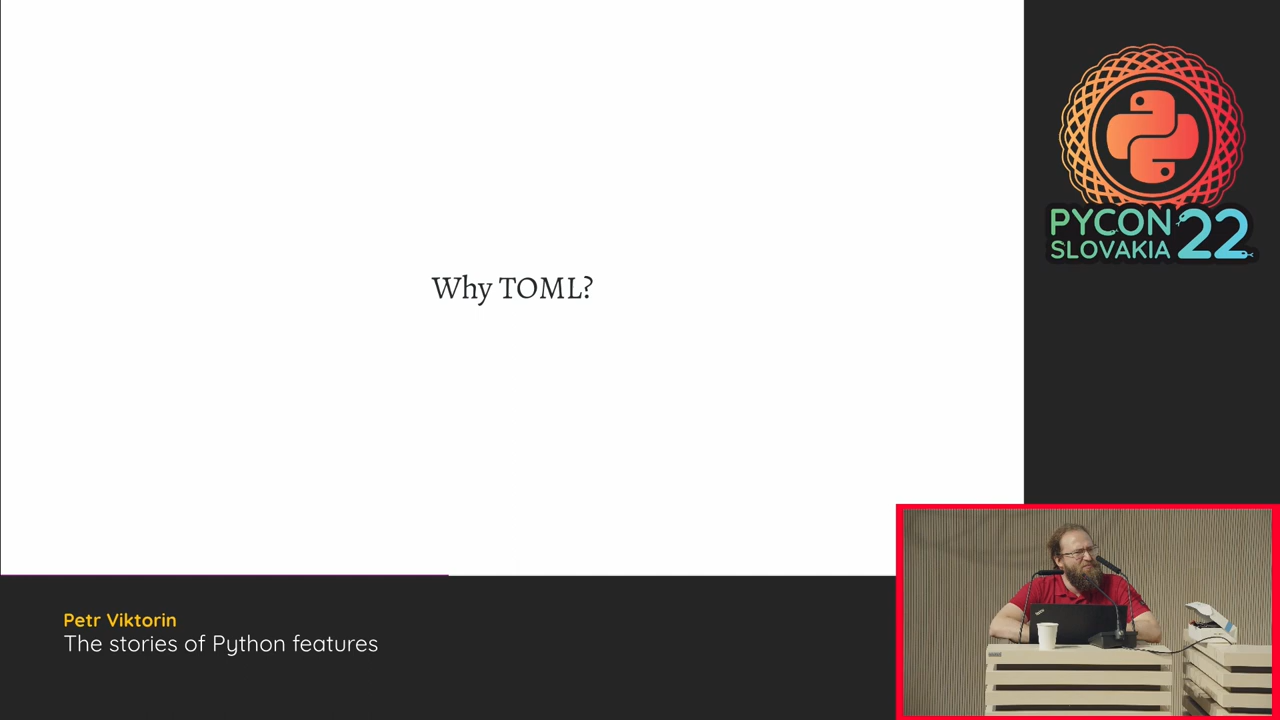 Why TOML?
PYCON
SLOVAKIA
22
Petr Viktorin
The stories of Python features